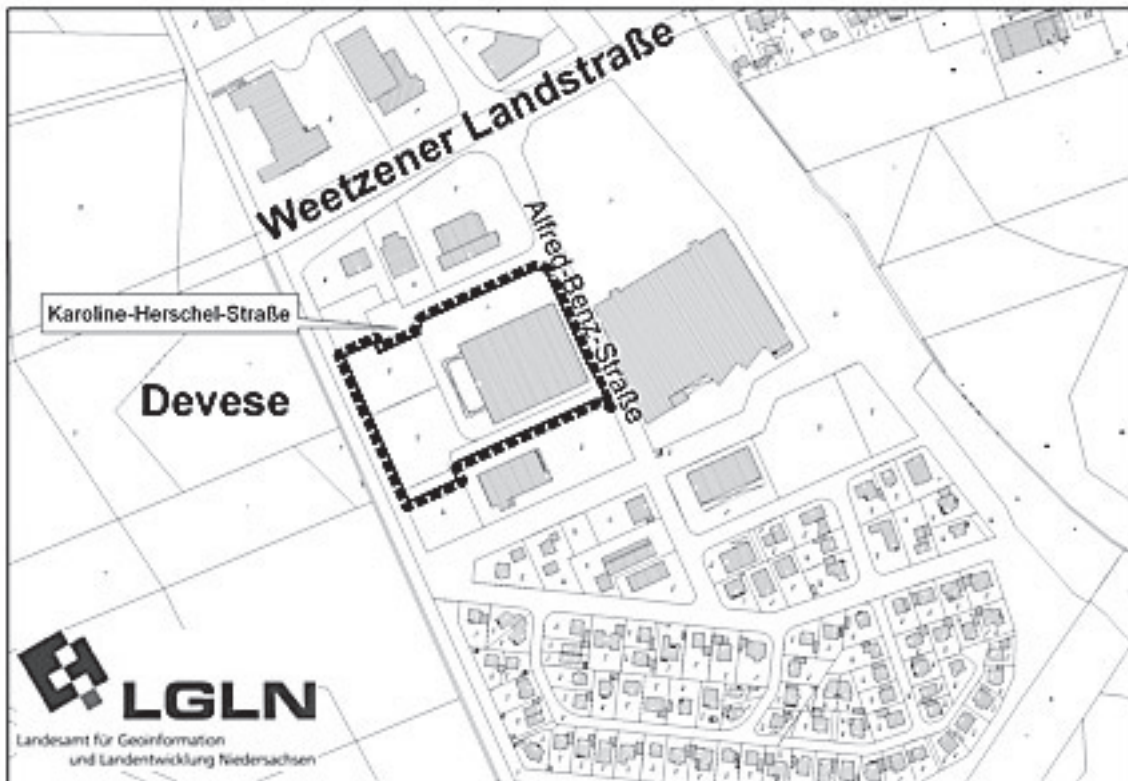 Weetzener Landstraße
Alfred-Benz-Straße
Karoline-Herschel-Straße
Devese
LGLN
Landesamt für Geoinformation
und Landentwicklung Niedersachsen